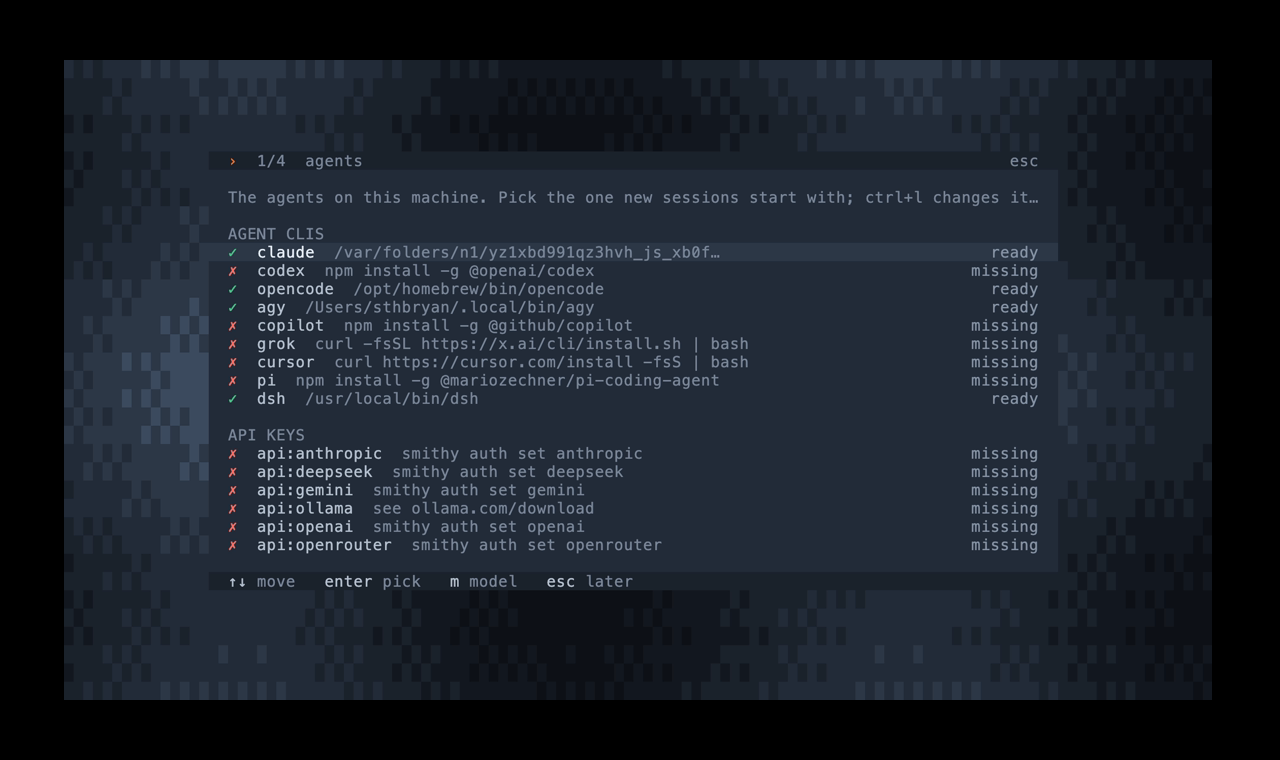 › 1/4 agents esc
The agents on this machine. Pick the one new sessions start with; ctrl+l changes it…
AGENT CLIS
✓ claude /var/folders/n1/yz1xbd991qz3hvh_js_xb0f… ready
✗ codex npm install -g @openai/codex missing
✓ opencode /opt/homebrew/bin/opencode ready
✓ agy /Users/sthbryan/.local/bin/agy ready
✗ copilot npm install -g @github/copilot missing
✗ grok curl -fsSL https://x.ai/cli/install.sh | bash missing
✗ cursor curl https://cursor.com/install -fsS | bash missing
✗ pi npm install -g @mariozechner/pi-coding-agent missing
✓ dsh /usr/local/bin/dsh ready
API KEYS
✗ api:anthropic smithy auth set anthropic missing
✗ api:deepseek smithy auth set deepseek missing
✗ api:gemini smithy auth set gemini missing
✗ api:ollama see ollama.com/download missing
✗ api:openai smithy auth set openai missing
✗ api:openrouter smithy auth set openrouter missing
↑↓ move enter pick m model esc later